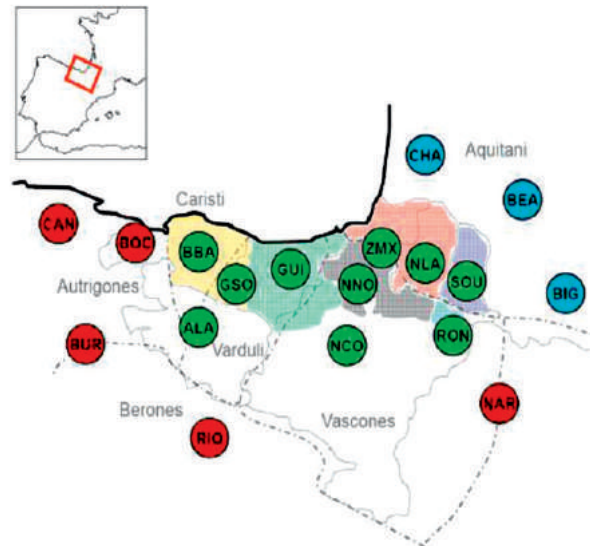 CHA
Aquitani
BEA
Caristi
CAN
BOC
BBA
ZMX
NLA
GSO
GUI
NNO
SOU
Autrigones
BIG
ALA
Varduli
RON
BUR
NCO
Berones
Vascones
NAR
RIO